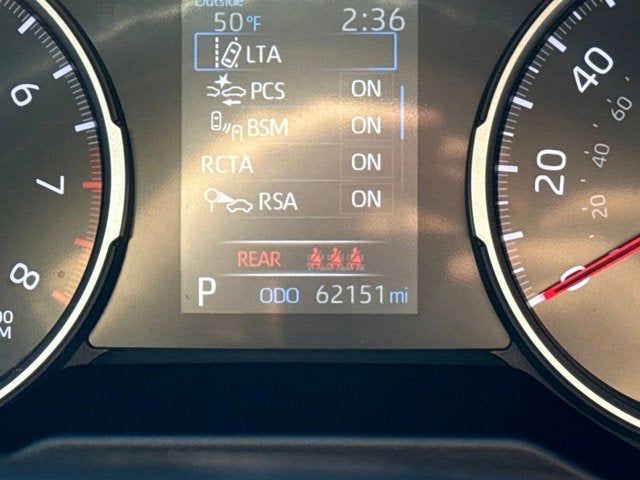 Outside
50°F 2:36
LTA
PCS ON
BSM ON
RCTA ON
RSA ON
REAR
P ODO 62151 mi
6
7
8
40
20
0
60
40
20